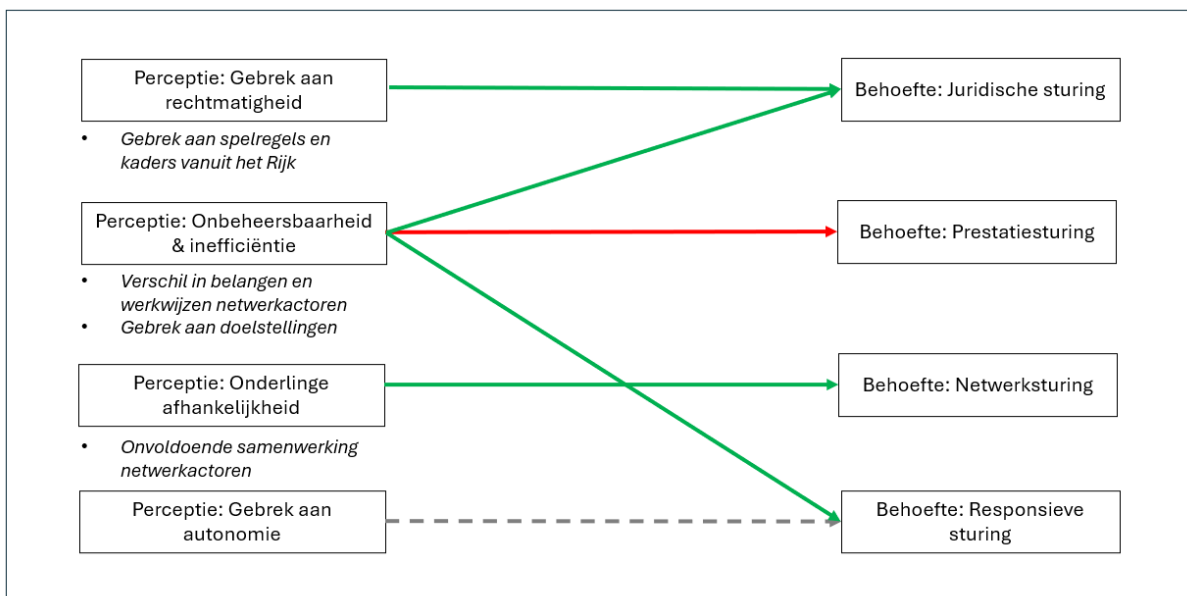 Perceptie: Gebrek aan
rechtmatigheid
Behoefte: Juridische sturing
• Gebrek aan spelregels en
kaders vanuit het Rijk
Perceptie: Onbeheersbaarheid
& inefficiëntie
Behoefte: Prestatiesturing
• Verschil in belangen en
werkwijzen netwerkactoren
• Gebrek aan doelstellingen
Perceptie: Onderlinge
afhankelijkheid
Behoefte: Netwerksturing
• Onvoldoende samenwerking
netwerkactoren
Perceptie: Gebrek aan
autonomie
Behoefte: Responsieve
sturing